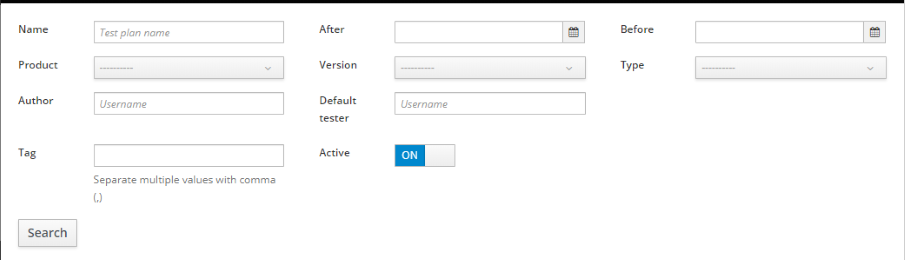 Name Test plan name After Before
Product ---------- Version ---------- Type ----------
Author Username Default tester Username
Tag Active ON
Separate multiple values with comma
(,)
Search